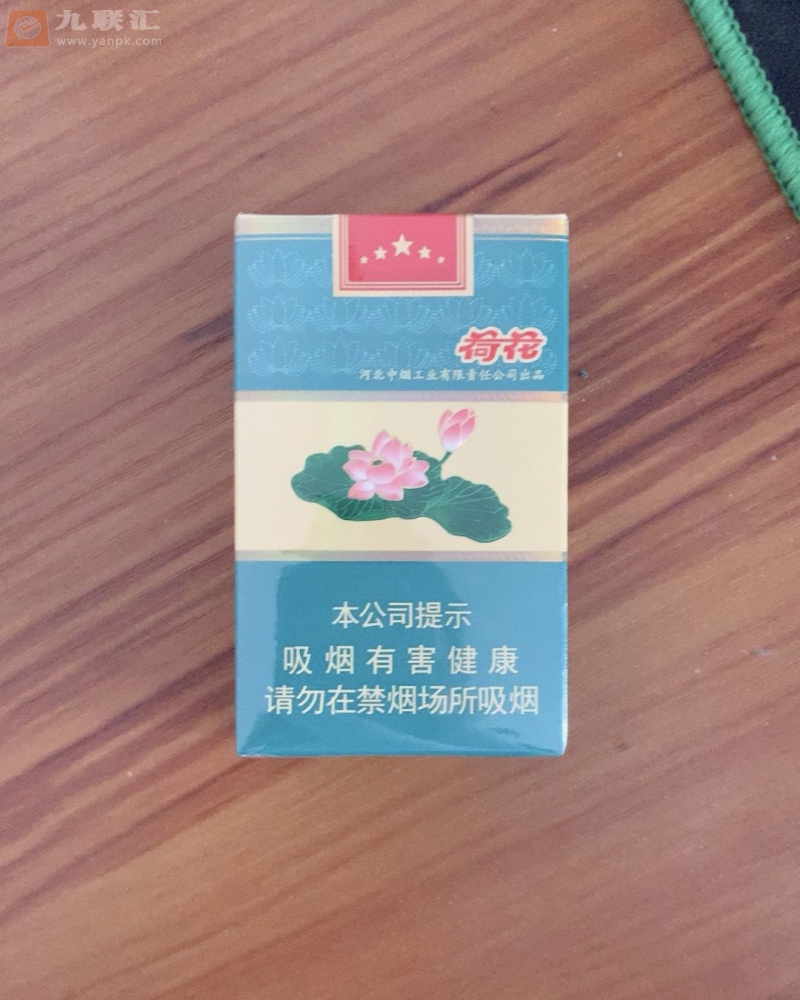 九联汇
www.yanpk.com
荷花
河北中烟工业有限责任公司出品
本公司提示
吸烟有害健康
请勿在禁烟场所吸烟